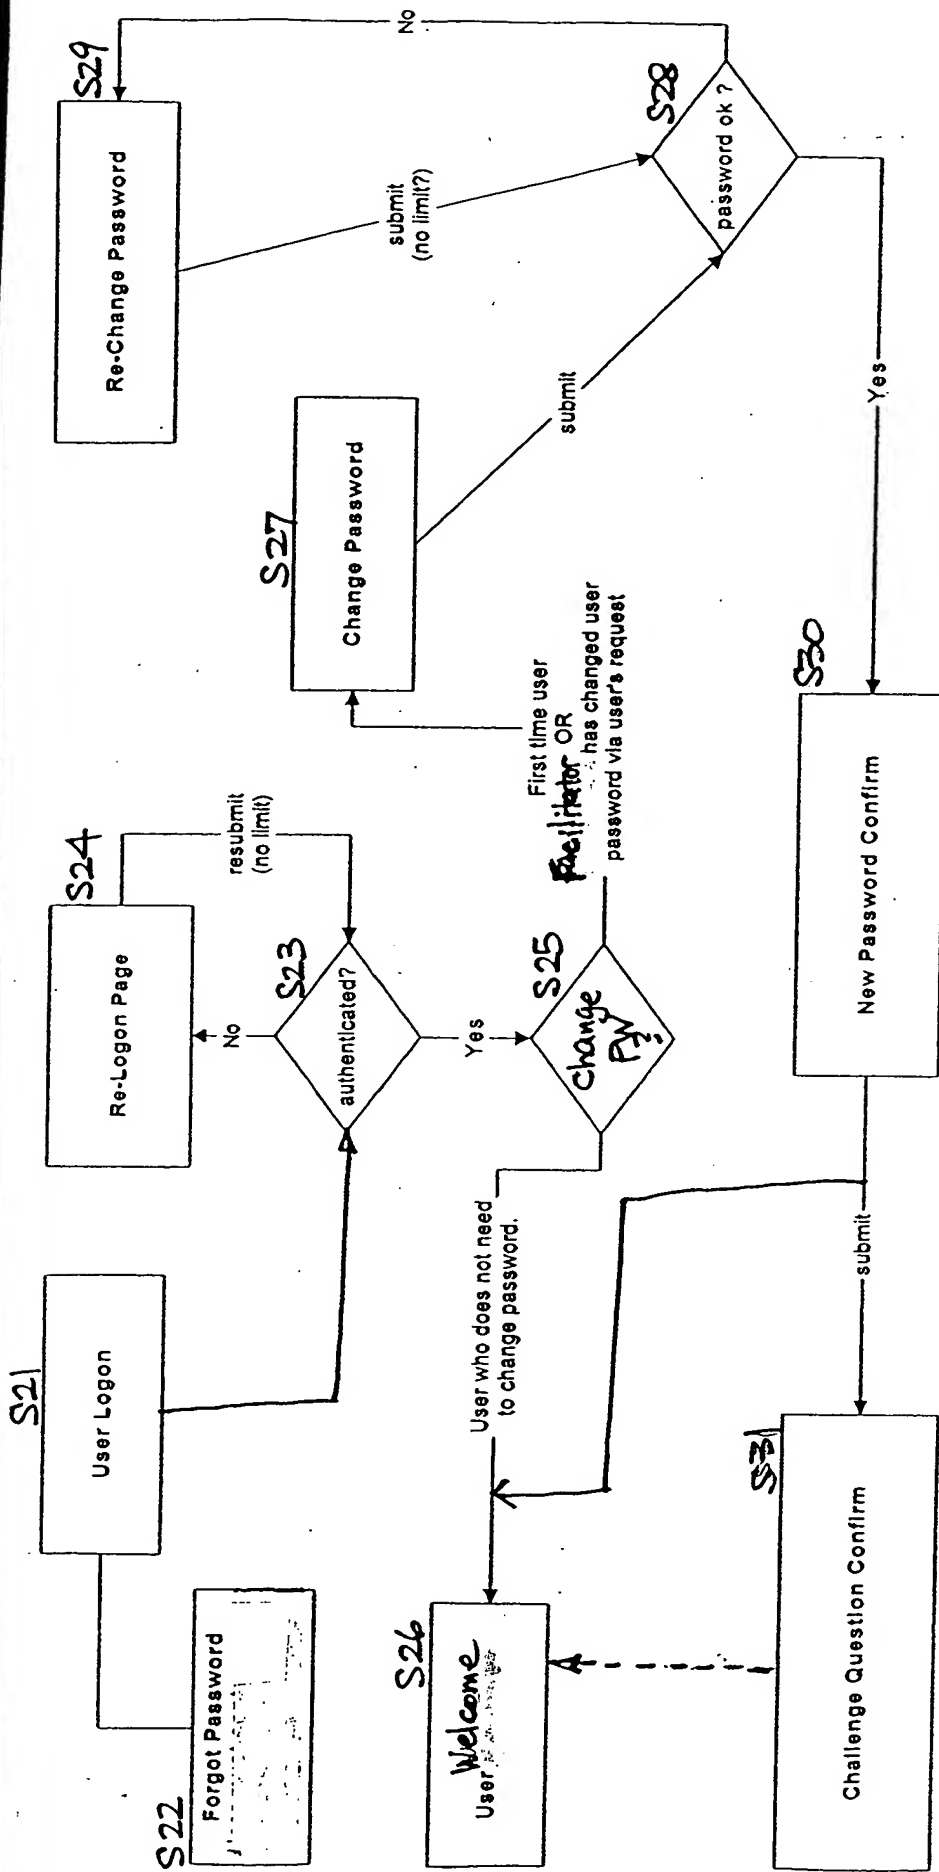 S21
User Logon
S22
Forgot Password
S24
Re-Logon Page
resubmit
(no limit)
No
S23
authenticated?
Yes
S25
Change
PW
?
User who does not need
to change password.
S26
Welcome
User
First time user
Facilitator OR
has changed user
password via user's request
S27
Change Password
submit
S29
Re-Change Password
submit
(no limit?)
No
S28
password ok ?
Yes
S30
New Password Confirm
submit
S31
Challenge Question Confirm